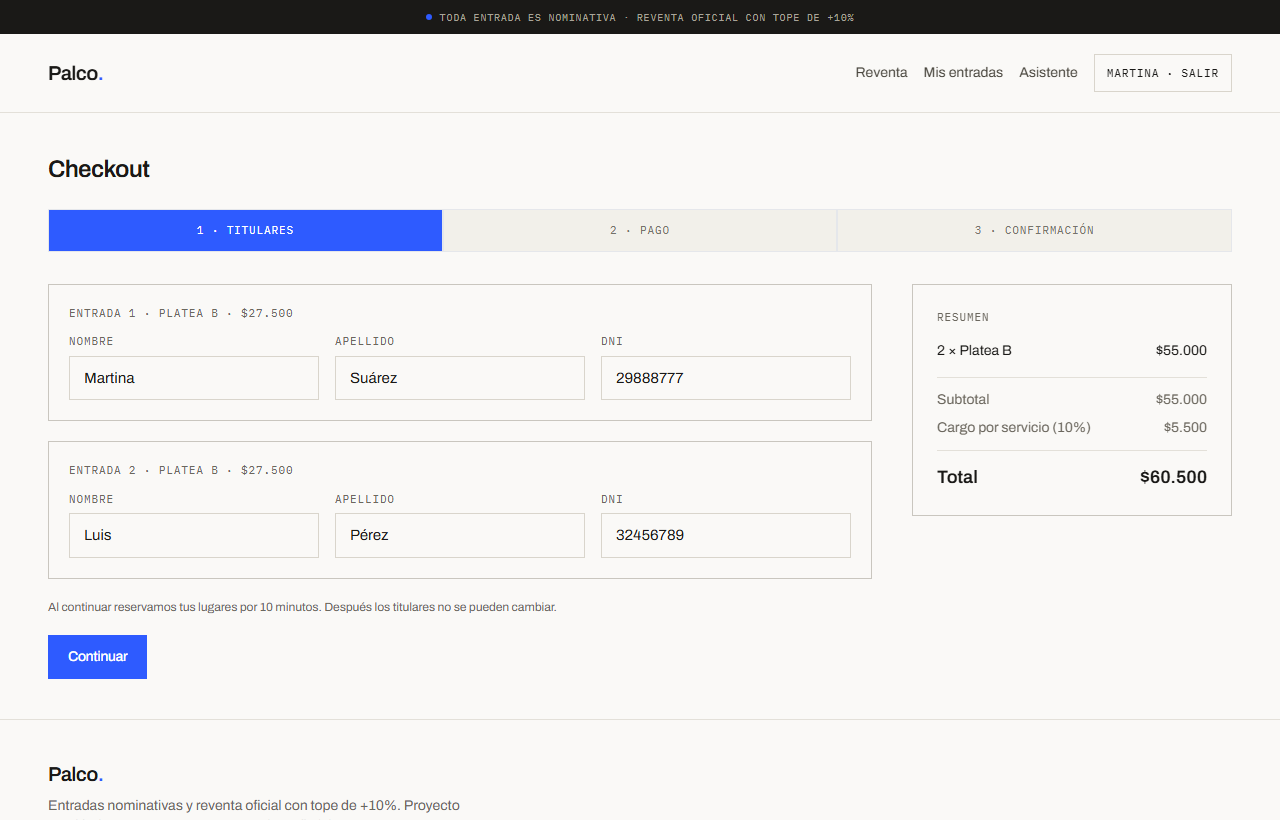 TODA ENTRADA ES NOMINATIVA · REVENTA OFICIAL CON TOPE DE +10%
Palco.
Reventa
Mis entradas
Asistente
MARTINA · SALIR
Checkout
1 · TITULARES
2 · PAGO
3 · CONFIRMACIÓN
ENTRADA 1 · PLATEA B · $27.500
NOMBRE
APELLIDO
DNI
Martina
Suárez
29888777
ENTRADA 2 · PLATEA B · $27.500
NOMBRE
APELLIDO
DNI
Luis
Pérez
32456789
Al continuar reservamos tus lugares por 10 minutos. Después los titulares no se pueden cambiar.
Continuar
RESUMEN
2 × Platea B $55.000
Subtotal $55.000
Cargo por servicio (10%) $5.500
Total $60.500
Palco.
Entradas nominativas y reventa oficial con tope de +10%. Proyecto